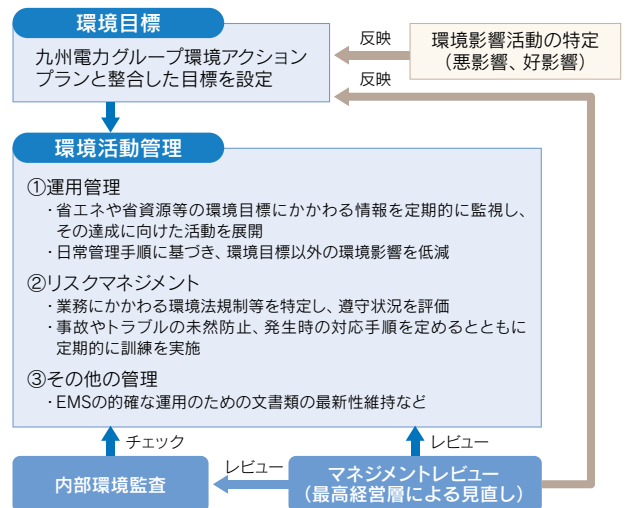 環境目標
九州電力グループ環境アクション
プランと整合した目標を設定
反映
環境影響活動の特定
（悪影響、好影響）
反映
環境活動管理
①運用管理
・省エネや省資源等の環境目標にかかわる情報を定期的に監視し、
その達成に向けた活動を展開
・日常管理手順に基づき、環境目標以外の環境影響を低減
②リスクマネジメント
・業務にかかわる環境法規制等を特定し、遵守状況を評価
・事故やトラブルの未然防止、発生時の対応手順を定めるとともに
定期的に訓練を実施
③その他の管理
・EMSの的確な運用のための文書類の最新性維持など
チェック
レビュー
内部環境監査
レビュー
マネジメントレビュー
（最高経営層による見直し）